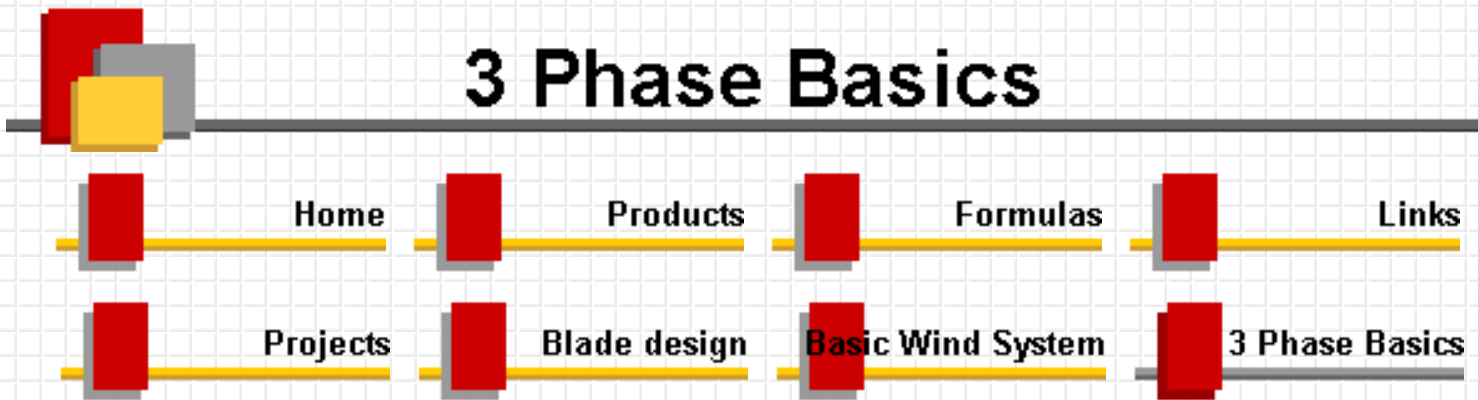 3 Phase Basics
Home Products Formulas Links
Projects Blade design Basic Wind System 3 Phase Basics